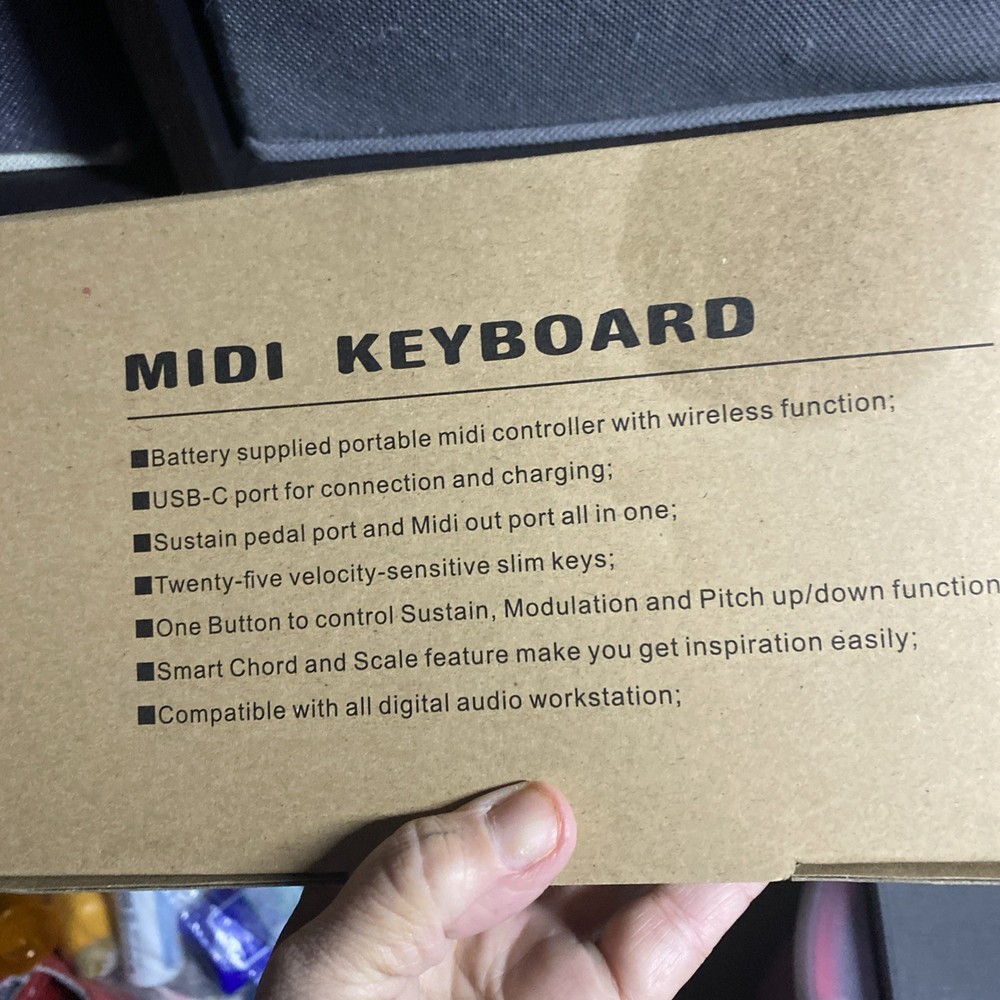 MIDI KEYBOARD
■Battery supplied portable midi controller with wireless function;
■USB-C port for connection and charging;
■Sustain pedal port and Midi out port all in one;
■Twenty-five velocity-sensitive slim keys;
■One Button to control Sustain, Modulation and Pitch up/down function
■Smart Chord and Scale feature make you get inspiration easily;
■Compatible with all digital audio workstation;